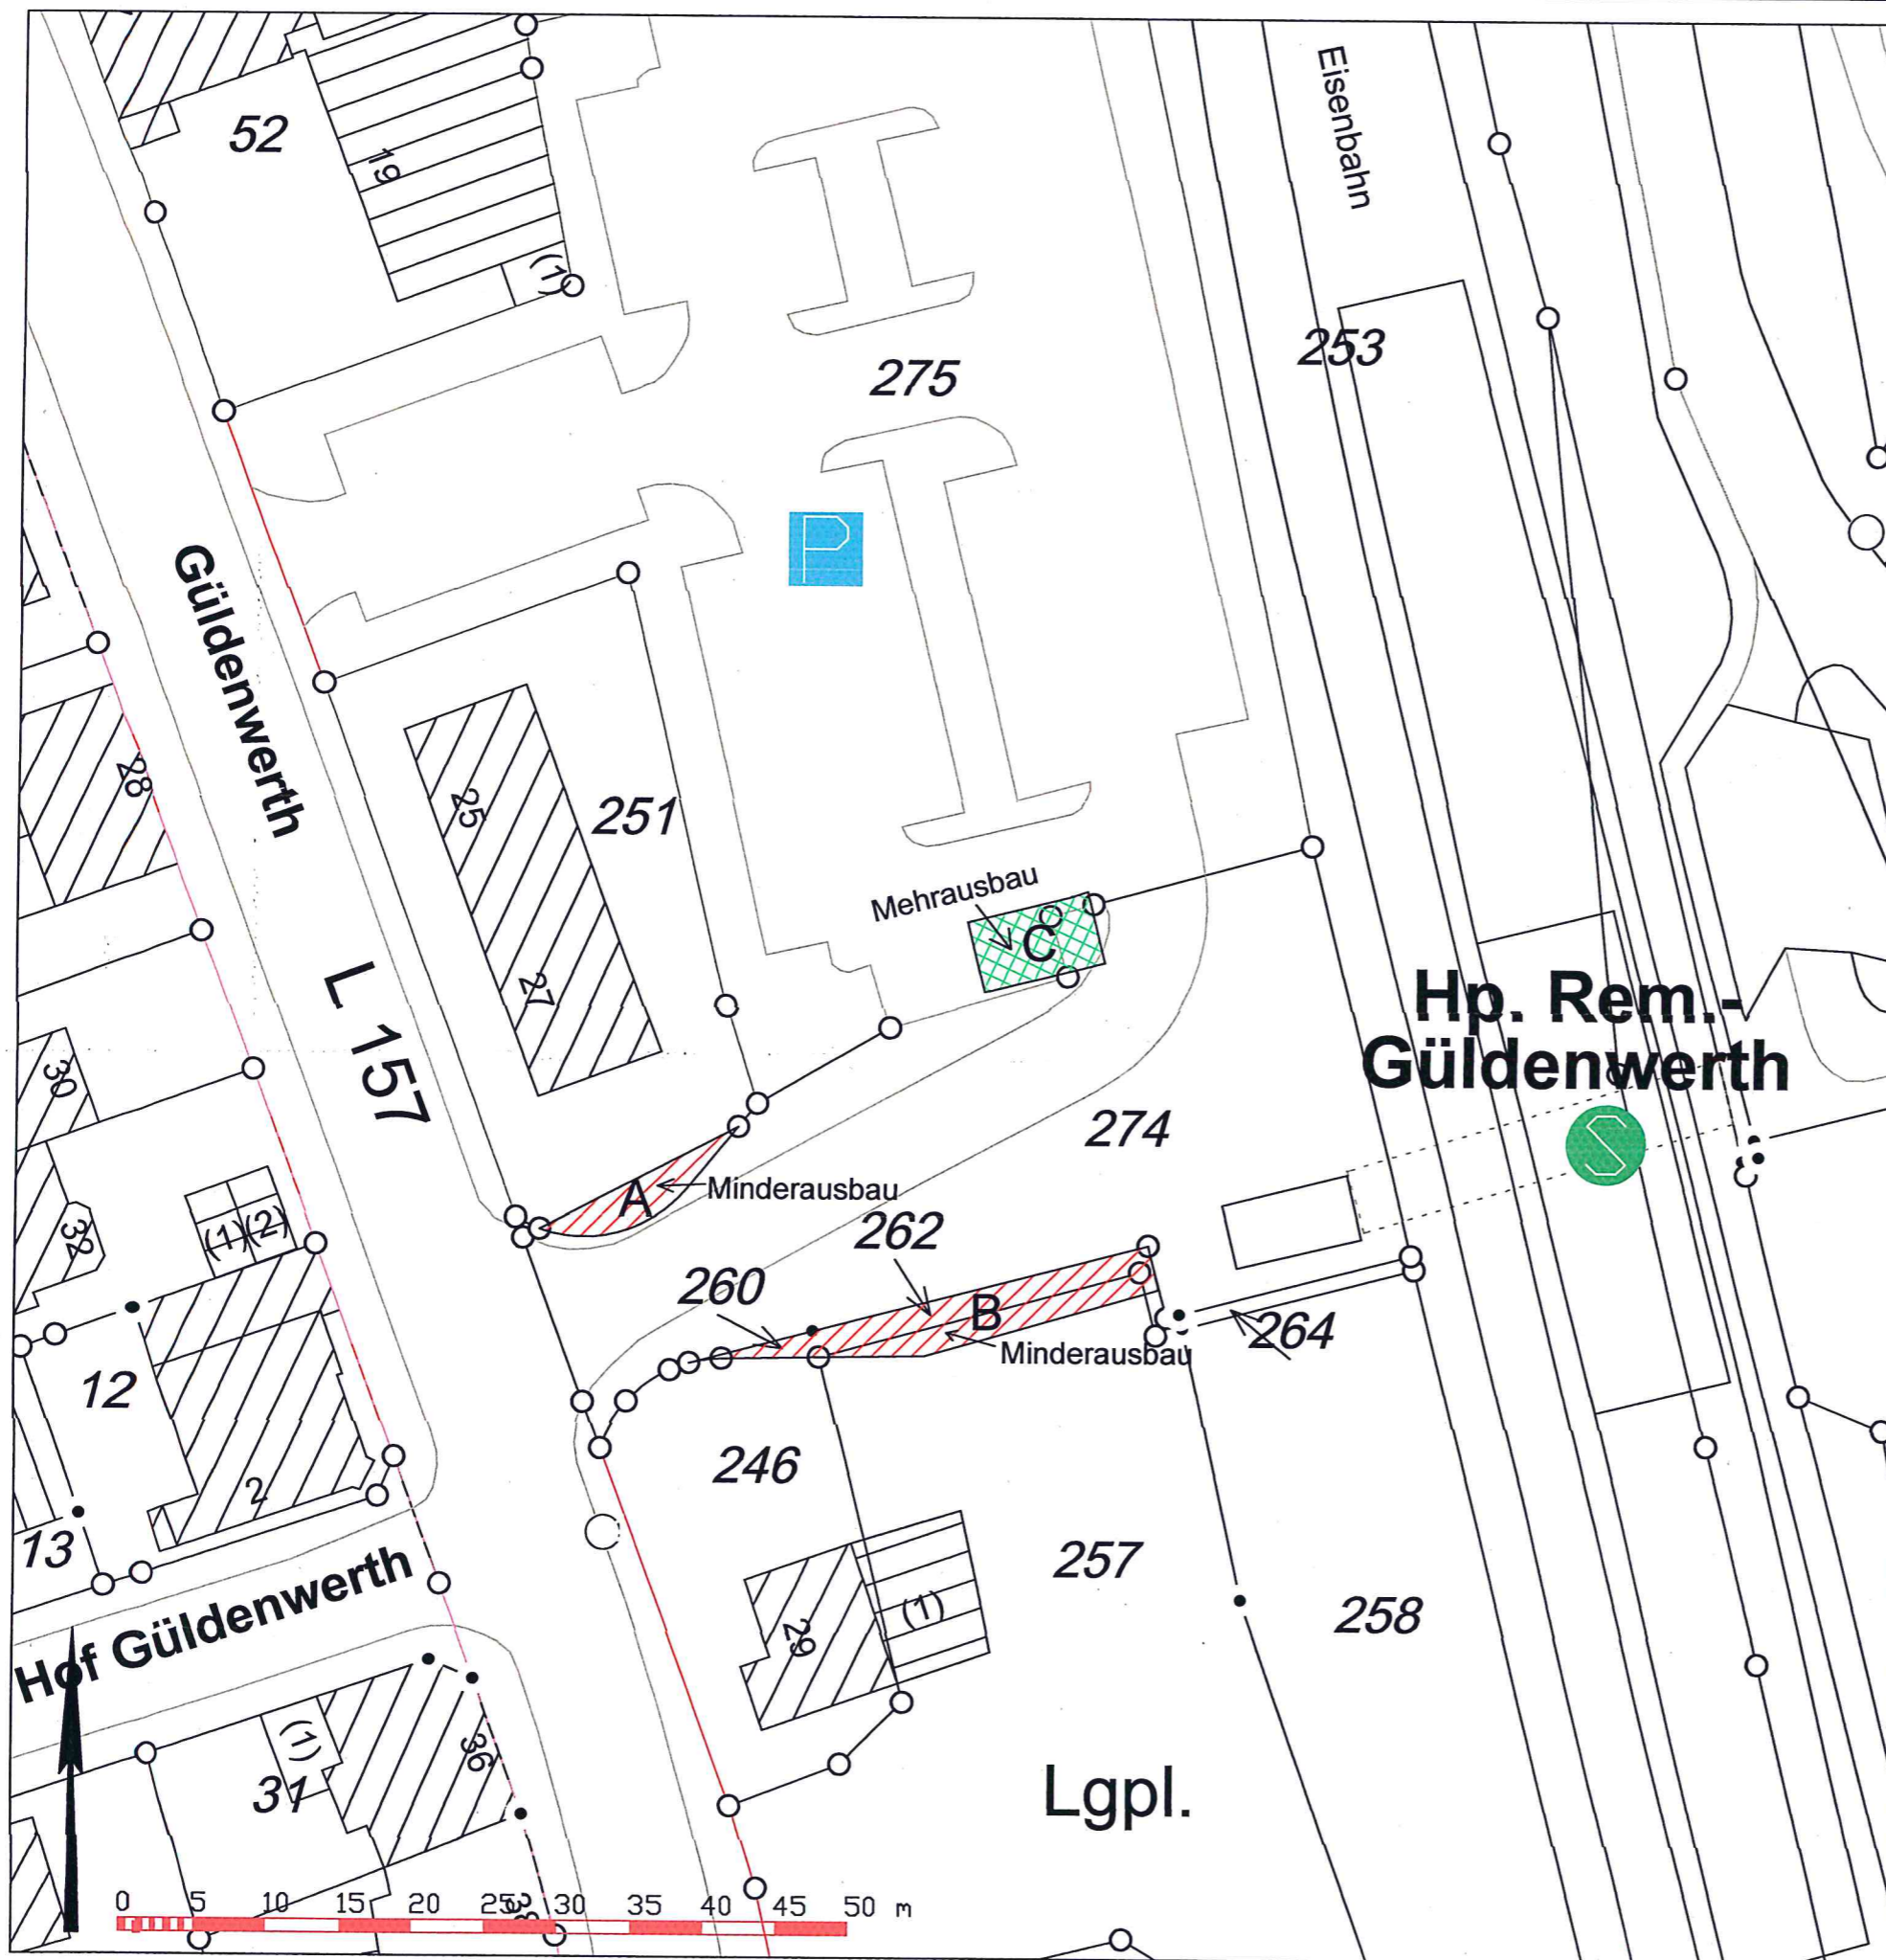 Eisenbahn
52
19
(1)
253
275
P
Güldenwerth
28
25
251
Mehrausbau
C
27
L 157
Hp. Rem.-
Güldenwerth
S
30
274
A
Minderausbau
32
(1)
(2)
262
260
B
Minderausbau
264
12
246
2
13
257
Hof Güldenwerth
29
(1)
258
(1)
36
31
Lgpl.
38
0 5 10 15 20 25 30 35 40 45 50 m